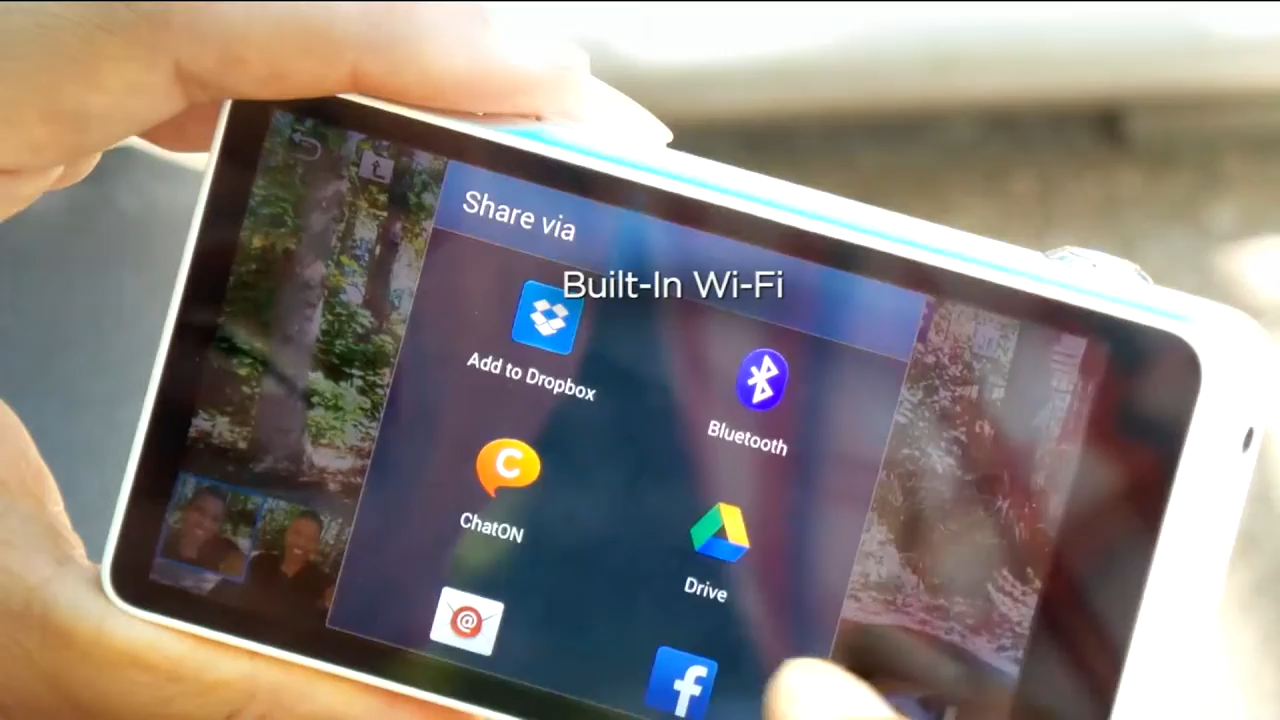 Share via
Built-In Wi-Fi
Add to Dropbox
Bluetooth
C
ChatON
Drive
@
f